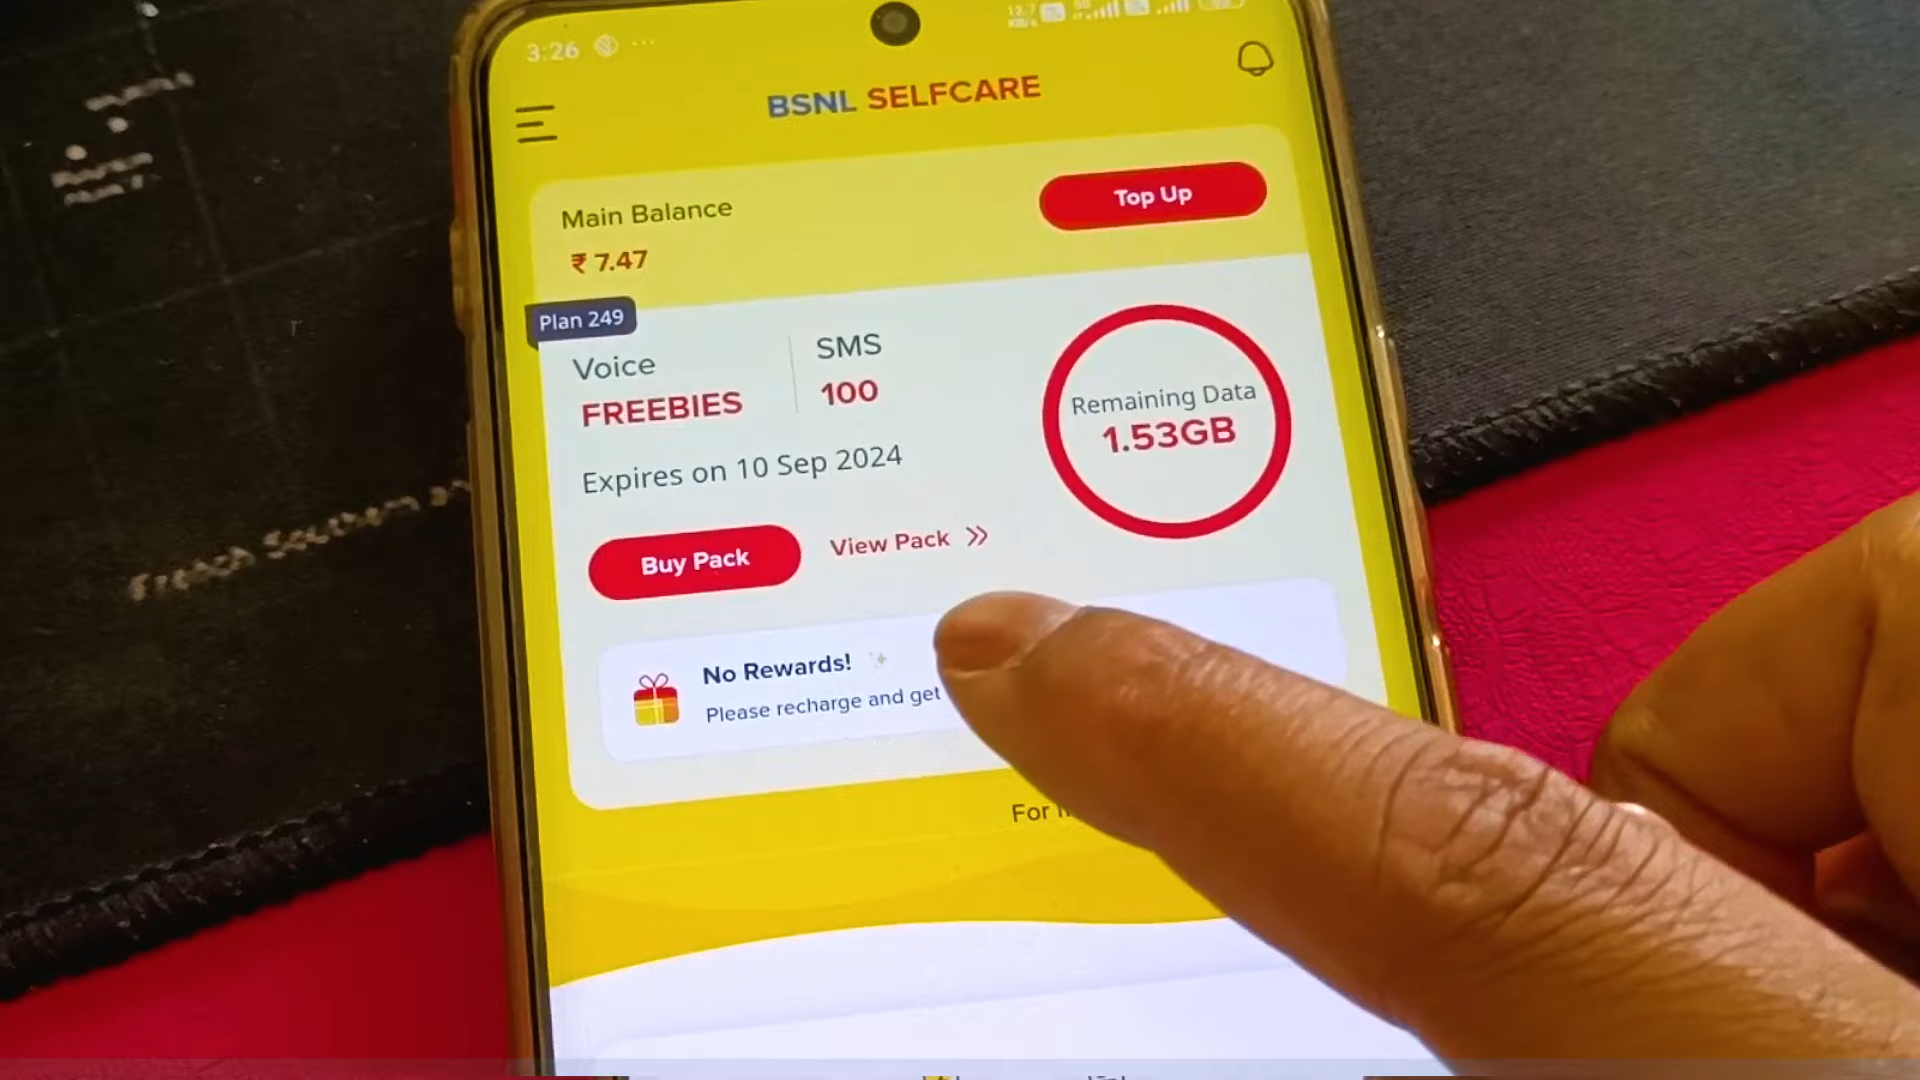 3:26
BSNL SELFCARE
Main Balance
Top Up
₹ 7.47
Plan 249
Voice
SMS
FREEBIES
100
Remaining Data
1.53GB
Expires on 10 Sep 2024
Buy Pack
View Pack >>
No Rewards!
Please recharge and get
For